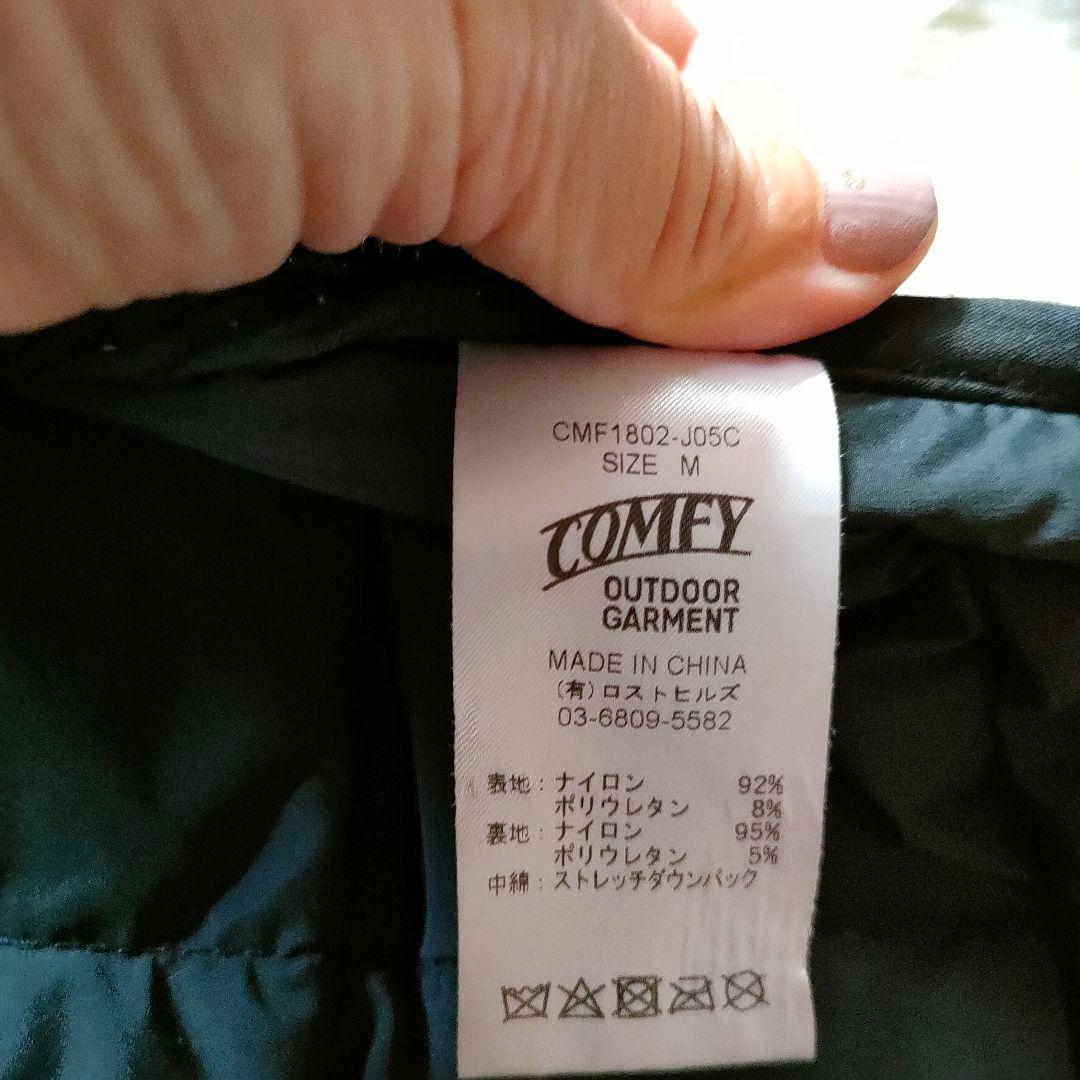 CMF1802-J05C
SIZE M
COMFY
OUTDOOR
GARMENT
MADE IN CHINA
(有)ロストヒルズ
03-6809-5582
表地:ナイロン 92%
ポリウレタン 8%
裏地:ナイロン 95%
ポリウレタン 5%
中綿:ストレッチダウンパック